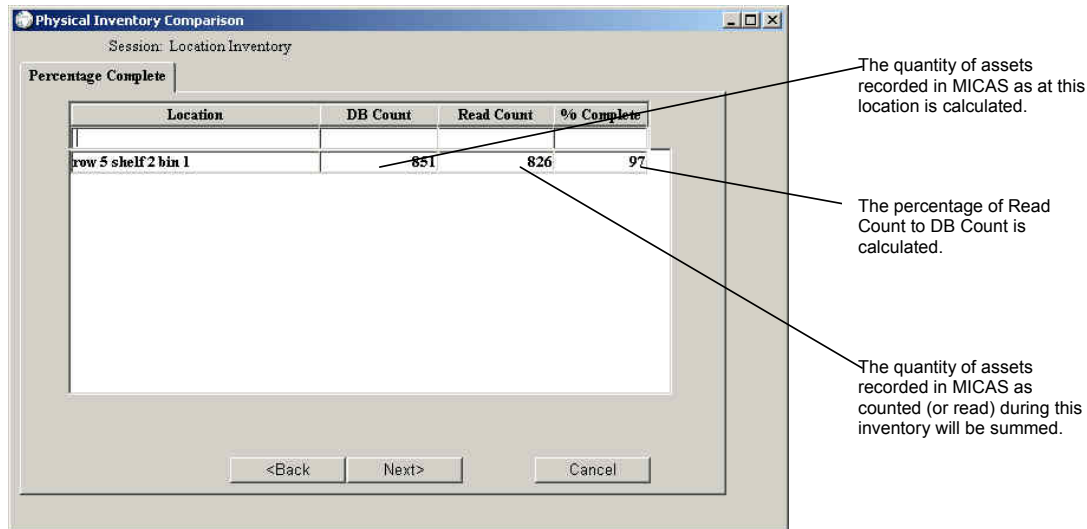 Physical Inventory Comparison
Session: Location Inventory
Percentage Complete
Location DB Count Read Count % Complete
row 5 shelf 2 bin 1 851 826 97
<Back Next> Cancel
The quantity of assets
recorded in MICAS as at this
location is calculated.
The percentage of Read
Count to DB Count is
calculated.
The quantity of assets
recorded in MICAS as
counted (or read) during this
inventory will be summed.